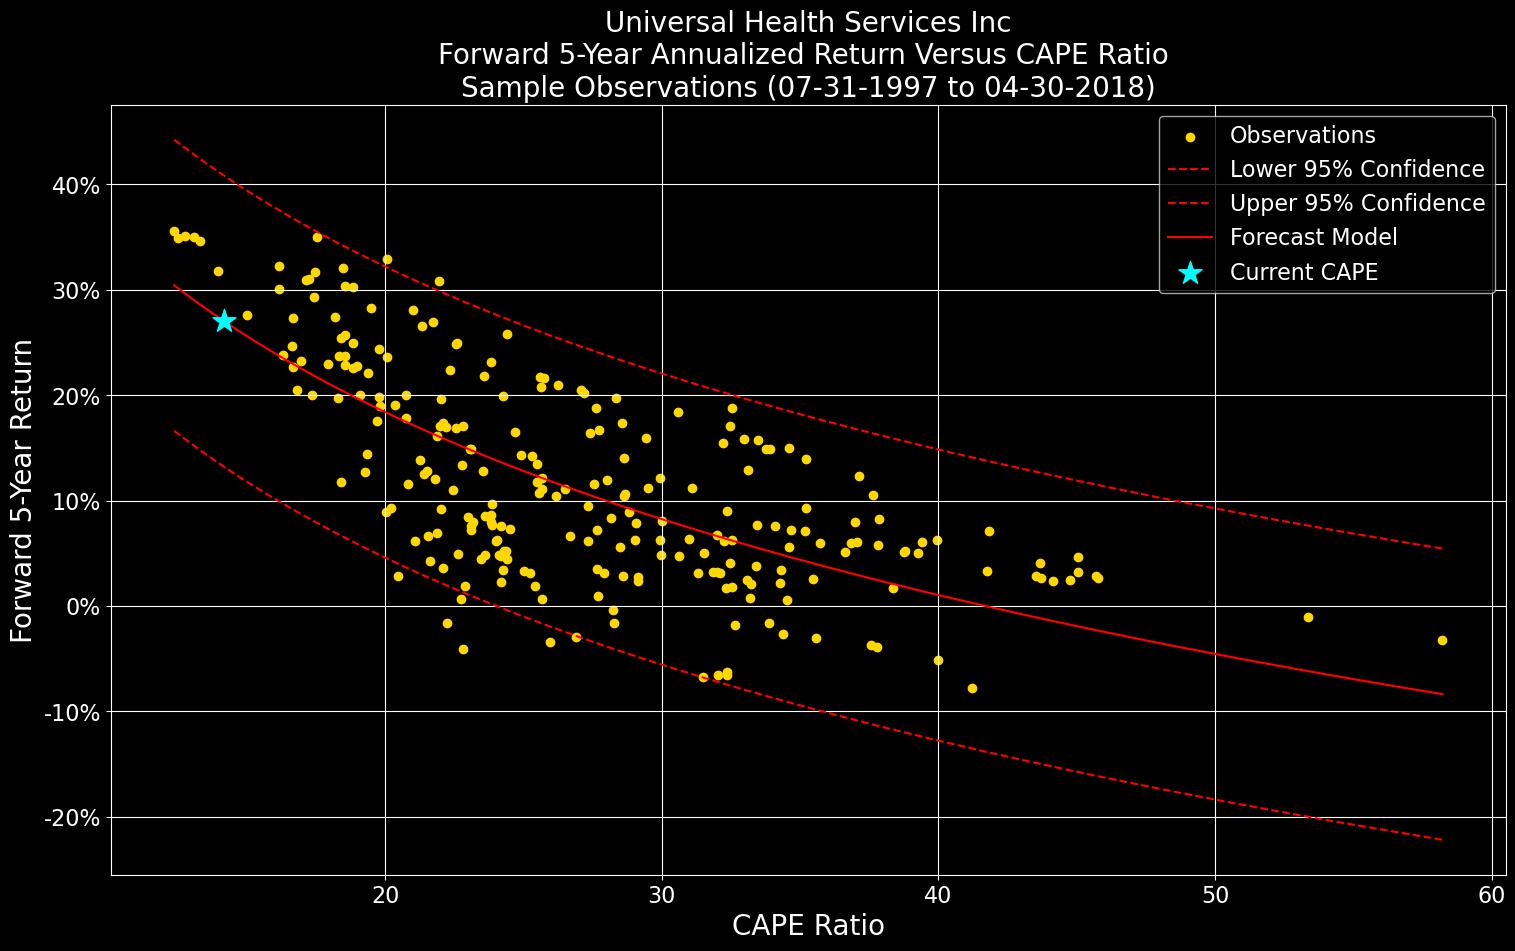 Universal Health Services Inc
Forward 5-Year Annualized Return Versus CAPE Ratio
Sample Observations (07-31-1997 to 04-30-2018)
Observations
Lower 95% Confidence
Upper 95% Confidence
Forecast Model
Current CAPE
Forward 5-Year Return
40%
30%
20%
10%
0%
-10%
-20%
20 30 40 50 60
CAPE Ratio